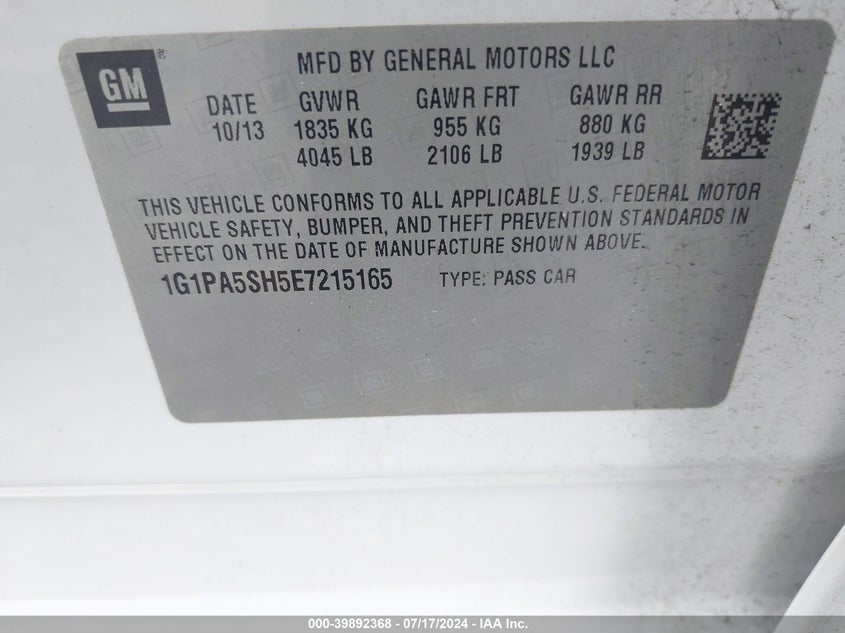 GM®
MFD BY GENERAL MOTORS LLC
DATE GVWR GAWR FRT GAWR RR
10/13 1835 KG 955 KG 880 KG
4045 LB 2106 LB 1939 LB
THIS VEHICLE CONFORMS TO ALL APPLICABLE U.S. FEDERAL MOTOR
VEHICLE SAFETY, BUMPER, AND THEFT PREVENTION STANDARDS IN
EFFECT ON THE DATE OF MANUFACTURE SHOWN ABOVE.
1G1PA5SH5E7215165 TYPE: PASS CAR
000-39892368 - 07/17/2024 - IAA Inc.